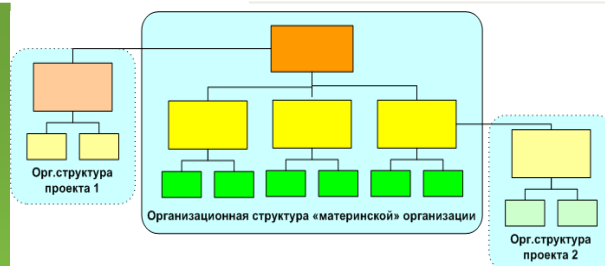 Орг.структура
проекта 1
Организационная структура «материнской» организации
Орг.структура
проекта 2